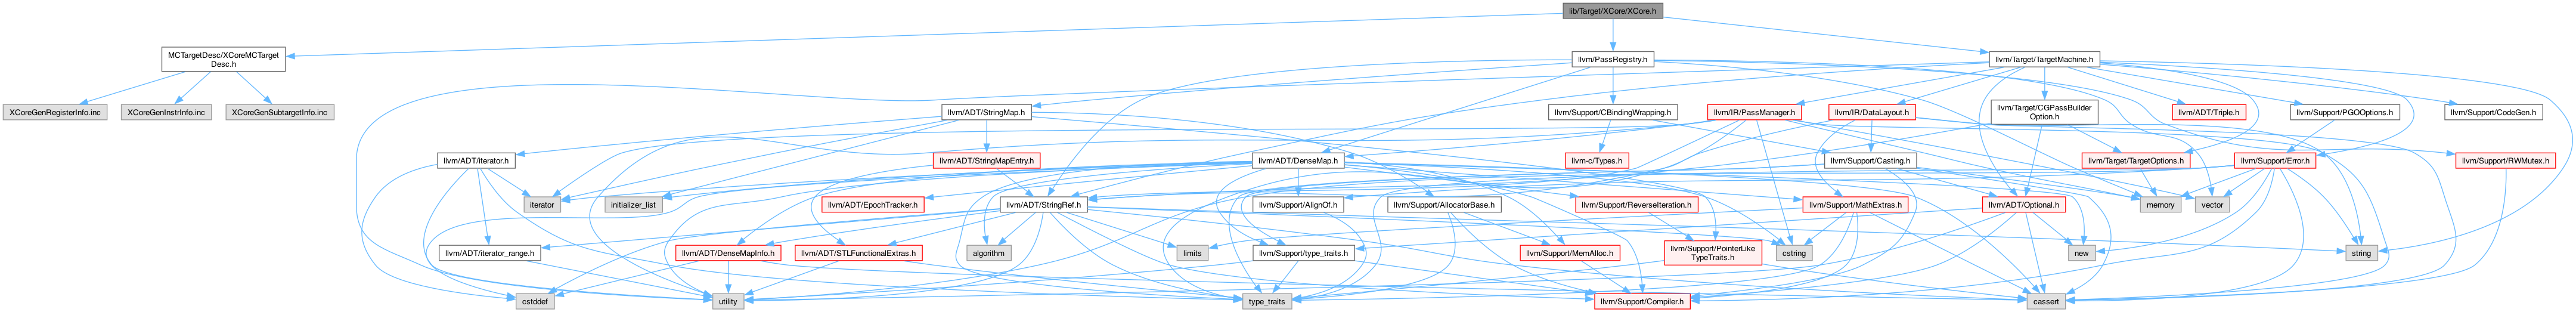 lib/Target/XCore/XCore.h
MCTargetDesc/XCoreMCTarget
Desc.h
llvm/PassRegistry.h
llvm/Target/TargetMachine.h
XCoreGenRegisterInfo.inc
XCoreGenInstrInfo.inc
XCoreGenSubtargetInfo.inc
llvm/ADT/StringMap.h
llvm/Support/CBindingWrapping.h
llvm/IR/PassManager.h
llvm/IR/DataLayout.h
llvm/Target/CGPassBuilder
Option.h
llvm/ADT/Triple.h
llvm/Support/PGOOptions.h
llvm/Support/CodeGen.h
llvm/ADT/iterator.h
llvm/ADT/StringMapEntry.h
llvm/ADT/DenseMap.h
llvm-c/Types.h
llvm/Support/Casting.h
llvm/Target/TargetOptions.h
llvm/Support/Error.h
llvm/Support/RWMutex.h
iterator
initializer_list
llvm/ADT/EpochTracker.h
llvm/ADT/StringRef.h
llvm/Support/AlignOf.h
llvm/Support/AllocatorBase.h
llvm/Support/ReverseIteration.h
llvm/Support/MathExtras.h
llvm/ADT/Optional.h
memory
vector
llvm/ADT/iterator_range.h
llvm/ADT/DenseMapInfo.h
llvm/ADT/STLFunctionalExtras.h
algorithm
limits
llvm/Support/type_traits.h
llvm/Support/MemAlloc.h
llvm/Support/PointerLike
TypeTraits.h
cstring
new
string
cstddef
utility
type_traits
llvm/Support/Compiler.h
cassert